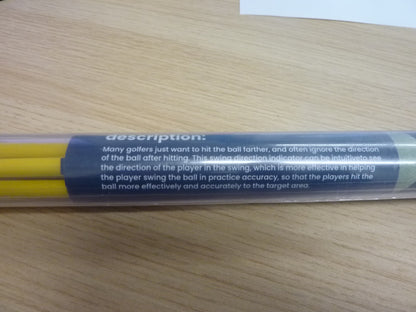 description:
Many golfers just want to hit the ball farther, and often ignore the direction
of the ball after hitting. This swing direction indicator can be intuitiveto see
the direction of the player in the swing, which is more effective in helping
the player swing the ball in practice accuracy, so that the players hit the
ball more effectively and accurately to the target area.